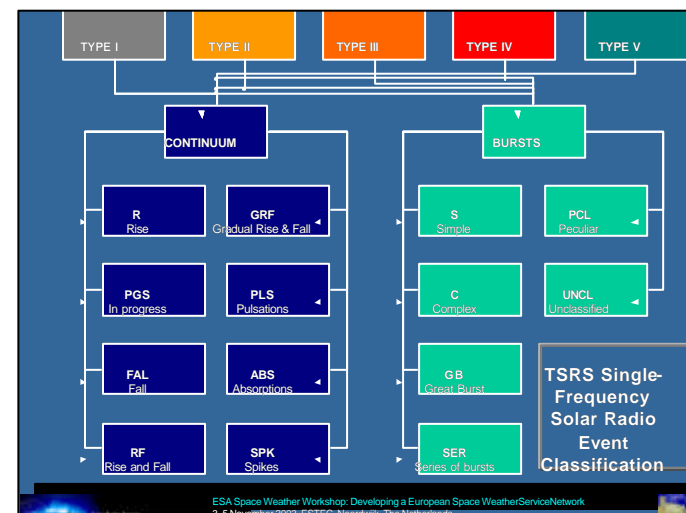 TYPE I
TYPE II
TYPE III
TYPE IV
TYPE V
CONTINUUM
BURSTS
R
Rise
GRF
Gradual Rise & Fall
PGS
In progress
PLS
Pulsations
FAL
Fall
ABS
Absorptions
RF
Rise and Fall
SPK
Spikes
S
Simple
PCL
Peculiar
C
Complex
UNCL
Unclassified
GB
Great Burst
SER
Series of bursts
TSRS Single-
Frequency
Solar Radio
Event
Classification
ESA Space Weather Workshop: Developing a European Space WeatherServiceNetwork